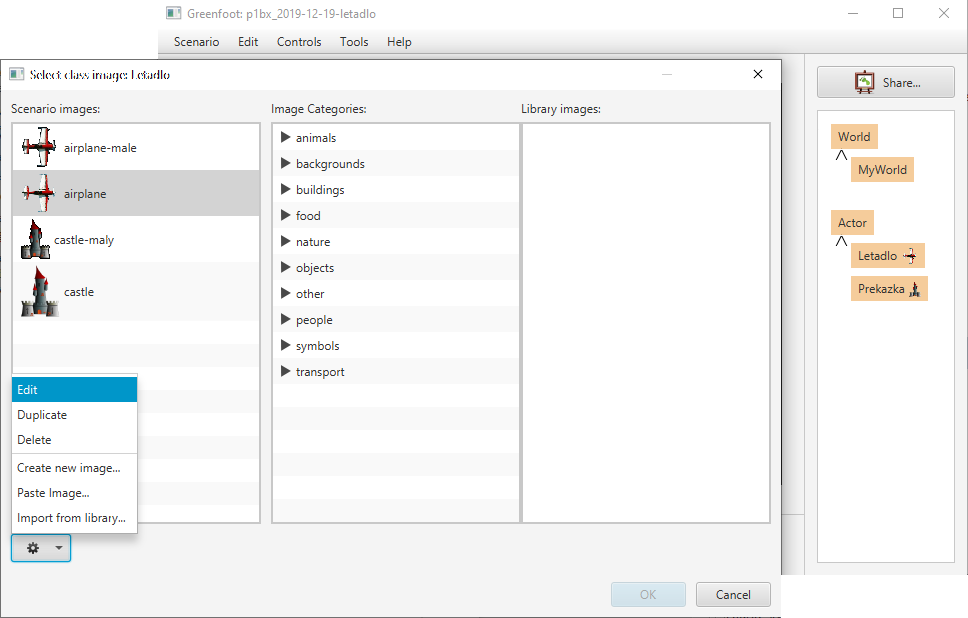 Greenfoot: p1bx_2019-12-19-letadlo
Scenario Edit Controls Tools Help
Select class image: Letadlo
Share...
Scenario images:
Image Categories:
Library images:
airplane-male
airplane
castle-maly
castle
animals
backgrounds
buildings
food
nature
objects
other
people
symbols
transport
World
MyWorld
Actor
Letadlo
Prekazka
Edit
Duplicate
Delete
Create new image...
Paste Image...
Import from library...
OK
Cancel